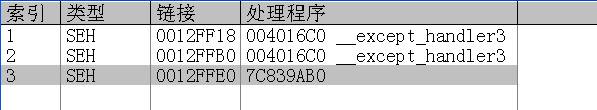 索引 类型 链接 处理程序
1 SEH 0012FF18 004016C0 __except_handler3
2 SEH 0012FFB0 004016C0 __except_handler3
3 SEH 0012FFE0 7C839AB0